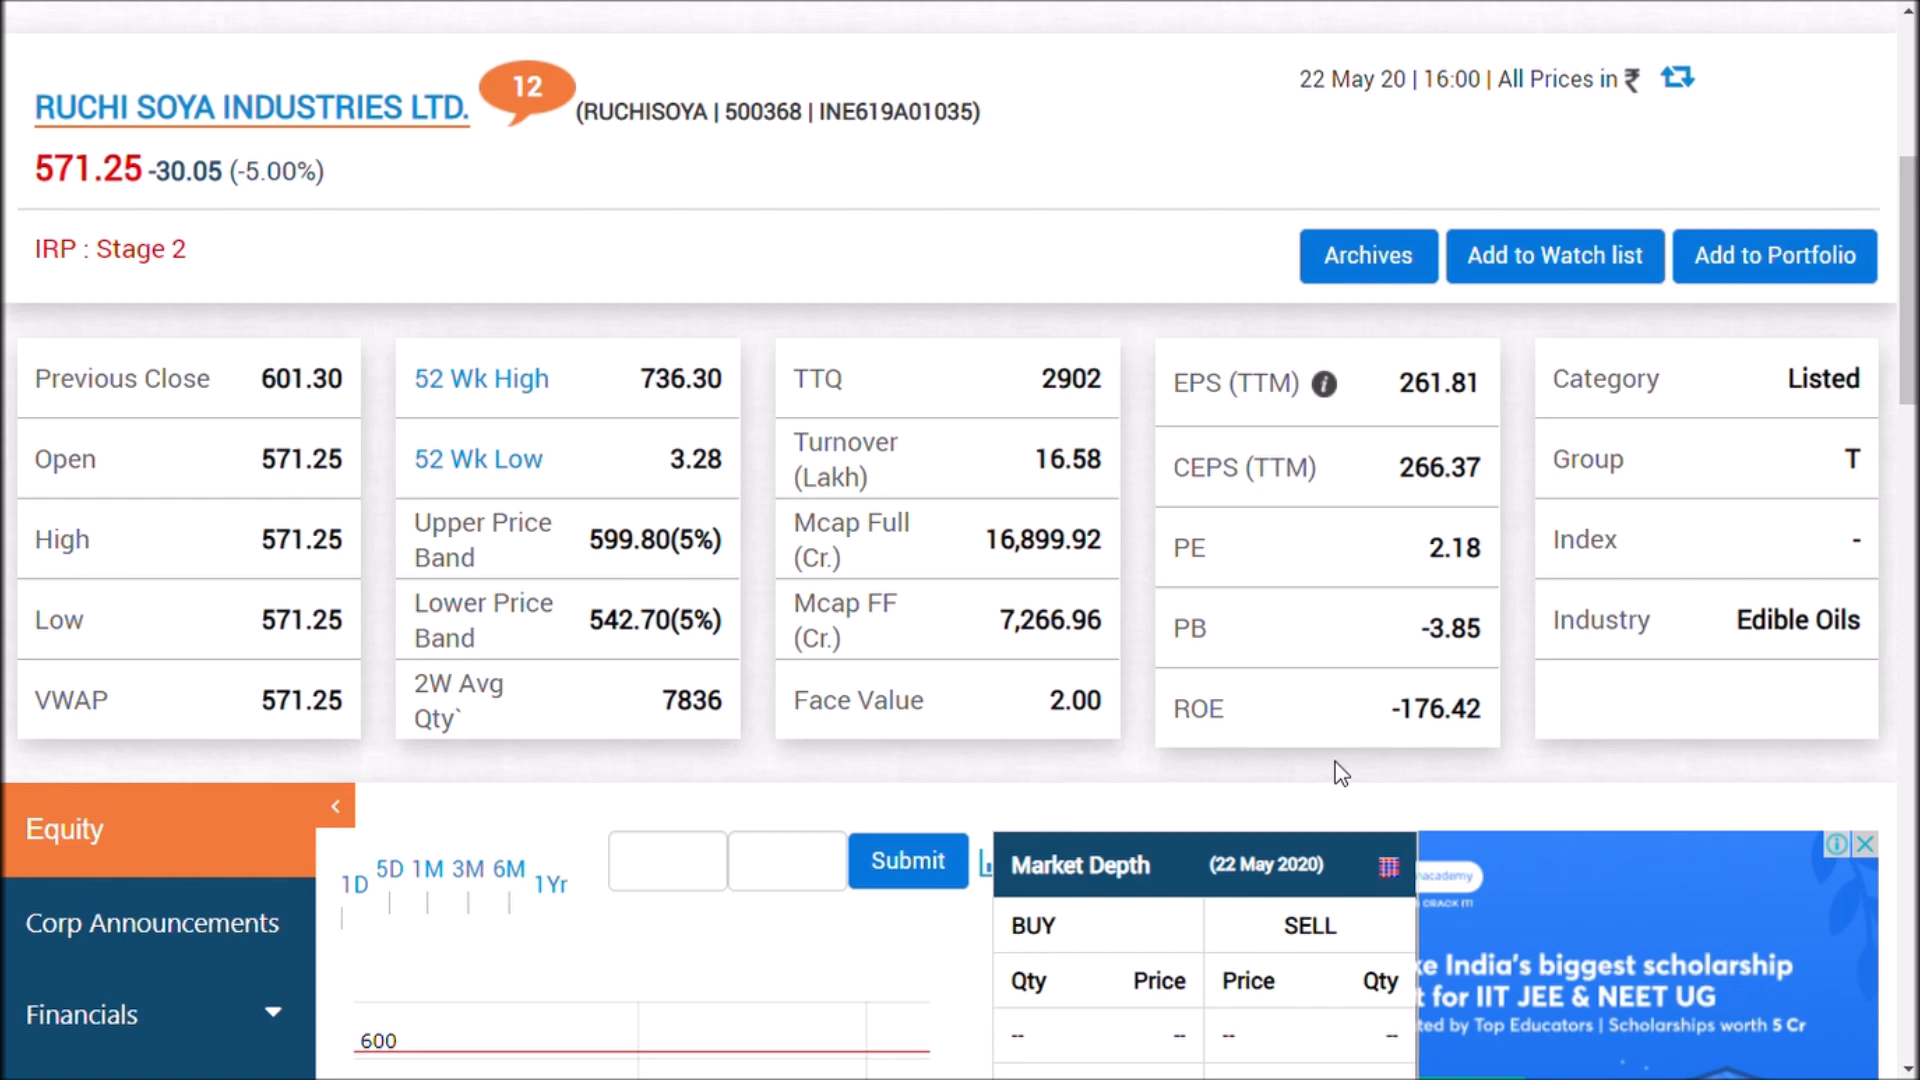 RUCHI SOYA INDUSTRIES LTD. 12 (RUCHISOYA | 500368 | INE619A01035)
22 May 20 | 16:00 | All Prices in ₹
571.25 -30.05 (-5.00%)
IRP : Stage 2
Archives
Add to Watch list
Add to Portfolio
Previous Close 601.30
Open 571.25
High 571.25
Low 571.25
VWAP 571.25
52 Wk High 736.30
52 Wk Low 3.28
Upper Price
Band 599.80(5%)
Lower Price
Band 542.70(5%)
2W Avg
Qty` 7836
TTQ 2902
Turnover
(Lakh) 16.58
Mcap Full
(Cr.) 16,899.92
Mcap FF
(Cr.) 7,266.96
Face Value 2.00
EPS (TTM) 261.81
CEPS (TTM) 266.37
PE 2.18
PB -3.85
ROE -176.42
Category Listed
Group T
Index -
Industry Edible Oils
Equity
Corp Announcements
Financials
1D 5D 1M 3M 6M 1Yr
Submit
600
Market Depth (22 May 2020)
BUY SELL
Qty Price Price Qty
-- -- -- --
nacademy
CRACK IT!
ke India's biggest scholarship
t for IIT JEE & NEET UG
ted by Top Educators | Scholarships worth 5 Cr